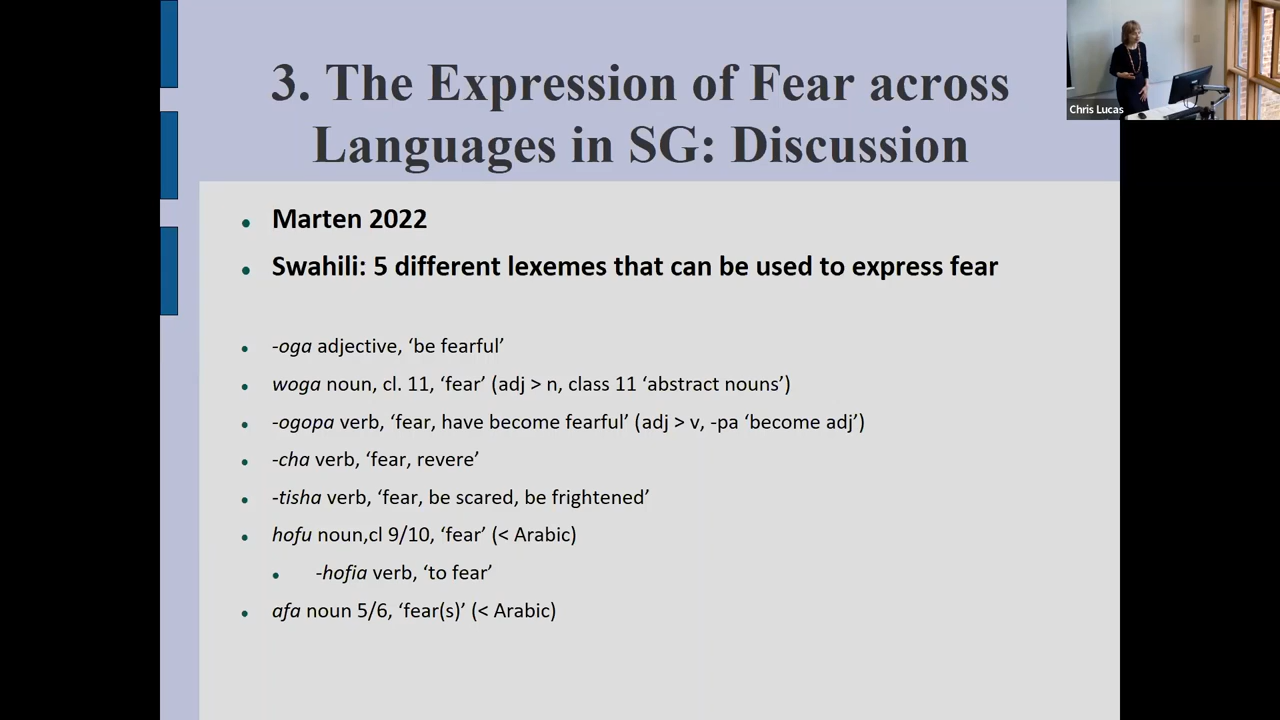 3. The Expression of Fear across
Languages in SG: Discussion
Chris Lucas
• Marten 2022
• Swahili: 5 different lexemes that can be used to express fear
• -oga adjective, ‘be fearful’
• woga noun, cl. 11, ‘fear’ (adj > n, class 11 ‘abstract nouns’)
• -ogopa verb, ‘fear, have become fearful’ (adj > v, -pa ‘become adj’)
• -cha verb, ‘fear, revere’
• -tisha verb, ‘fear, be scared, be frightened’
• hofu noun,cl 9/10, ‘fear’ (< Arabic)
• -hofia verb, ‘to fear’
• afa noun 5/6, ‘fear(s)’ (< Arabic)